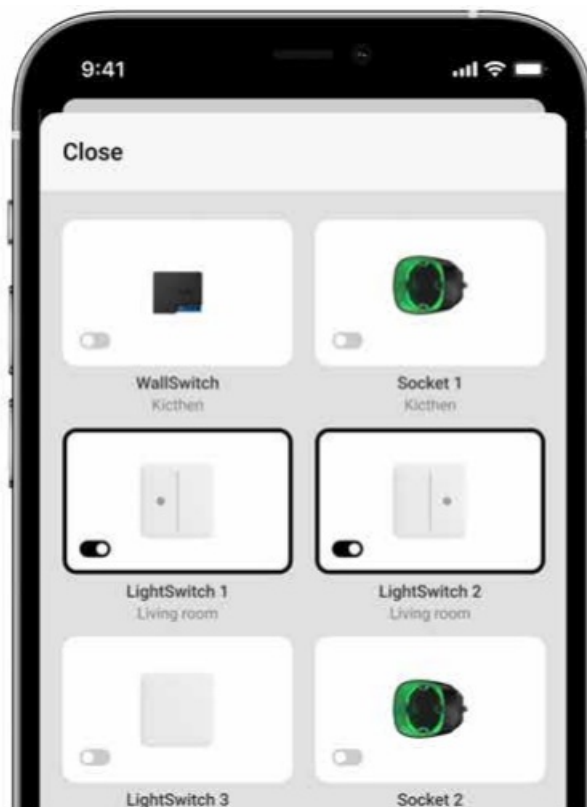 9:41
Close
WallSwitch
Kicthen
Socket 1
Kicthen
LightSwitch 1
Living room
LightSwitch 2
Living room
LightSwitch 3
Socket 2